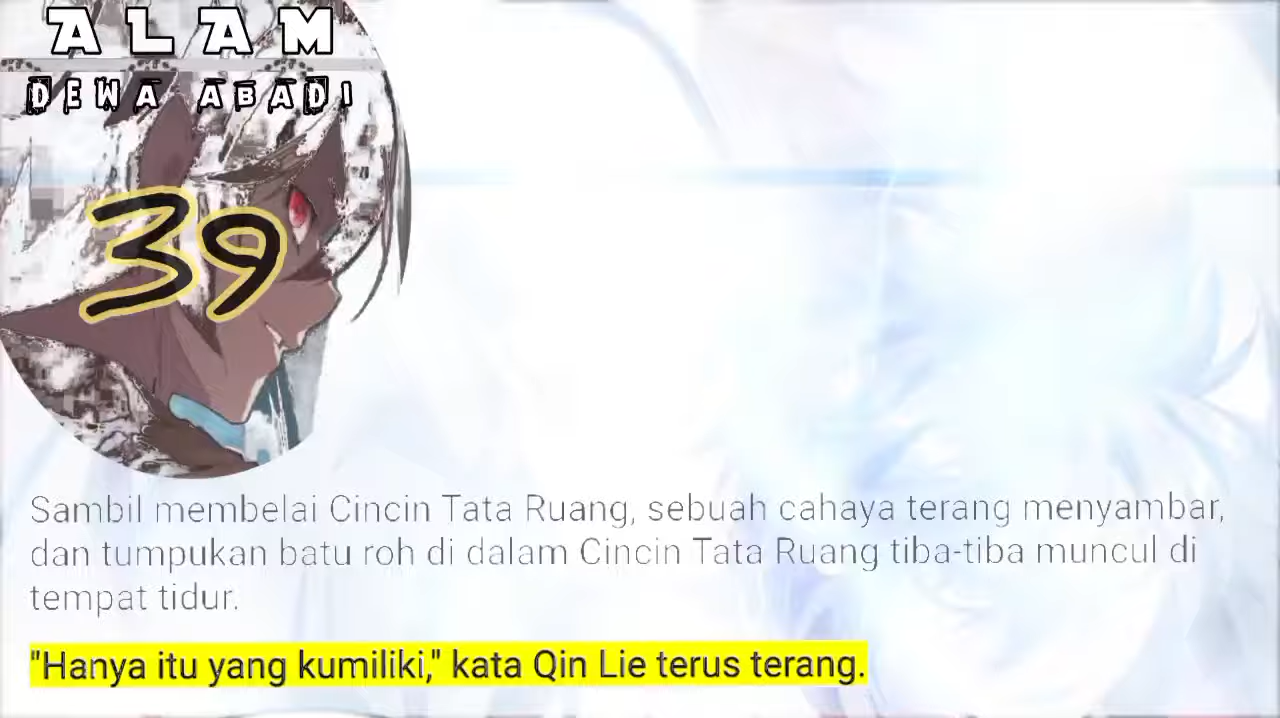 ALAM
DEWA ABADI
39
Sambil membelai Cincin Tata Ruang, sebuah cahaya terang menyambar,
dan tumpukan batu roh di dalam Cincin Tata Ruang tiba-tiba muncul di
tempat tidur.
"Hanya itu yang kumiliki," kata Qin Lie terus terang.